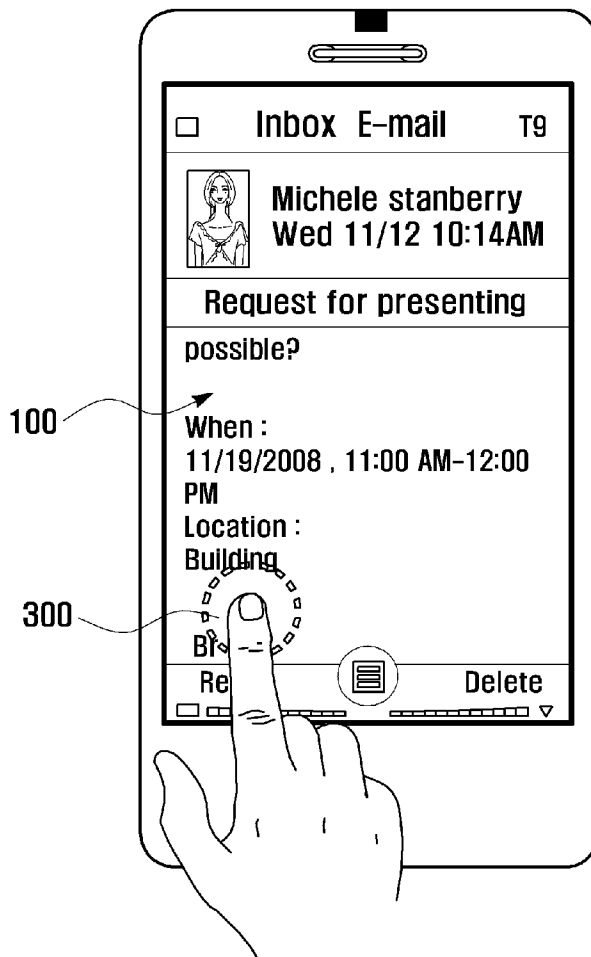 Inbox E-mail T9
Michele stanberry
Wed 11/12 10:14AM
Request for presenting
possible?
100
When :
11/19/2008 , 11:00 AM-12:00
PM
Location :
Building
300
Delete